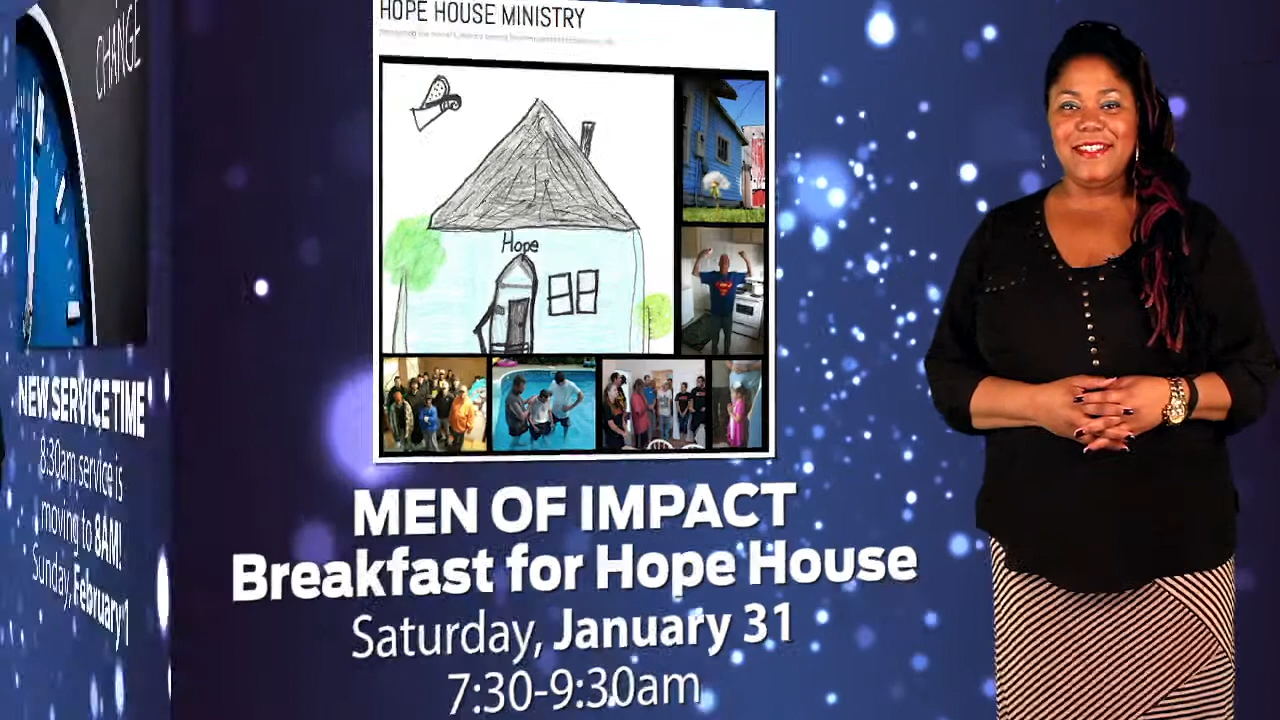 CHANGE
NEW SERVICE TIME
8:30am service is
moving to 8AM!
Sunday, February 1
HOPE HOUSE MINISTRY
Hope
MEN OF IMPACT
Breakfast for Hope House
Saturday, January 31
7:30-9:30am